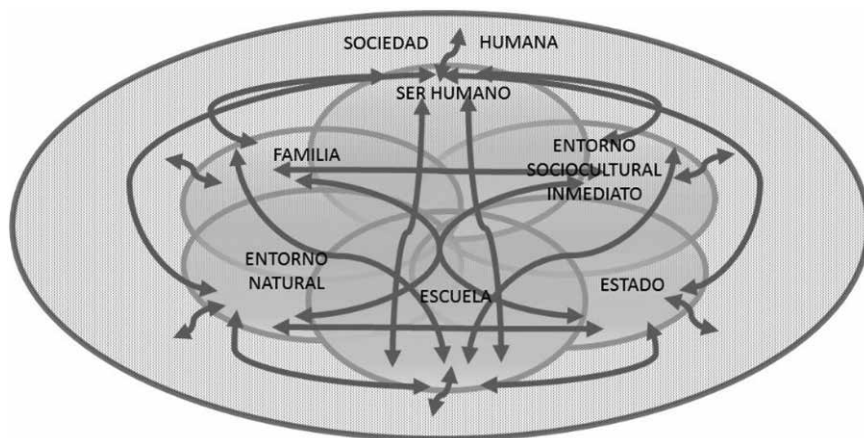 SOCIEDAD HUMANA
SER HUMANO
FAMILIA
ENTORNO
SOCIOCULTURAL
INMEDIATO
ENTORNO
NATURAL
ESCUELA
ESTADO